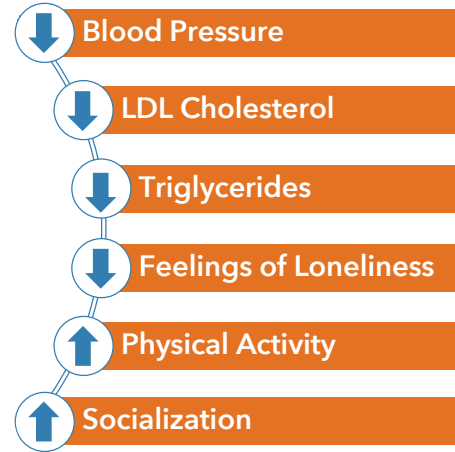 Blood Pressure
LDL Cholesterol
Triglycerides
Feelings of Loneliness
Physical Activity
Socialization